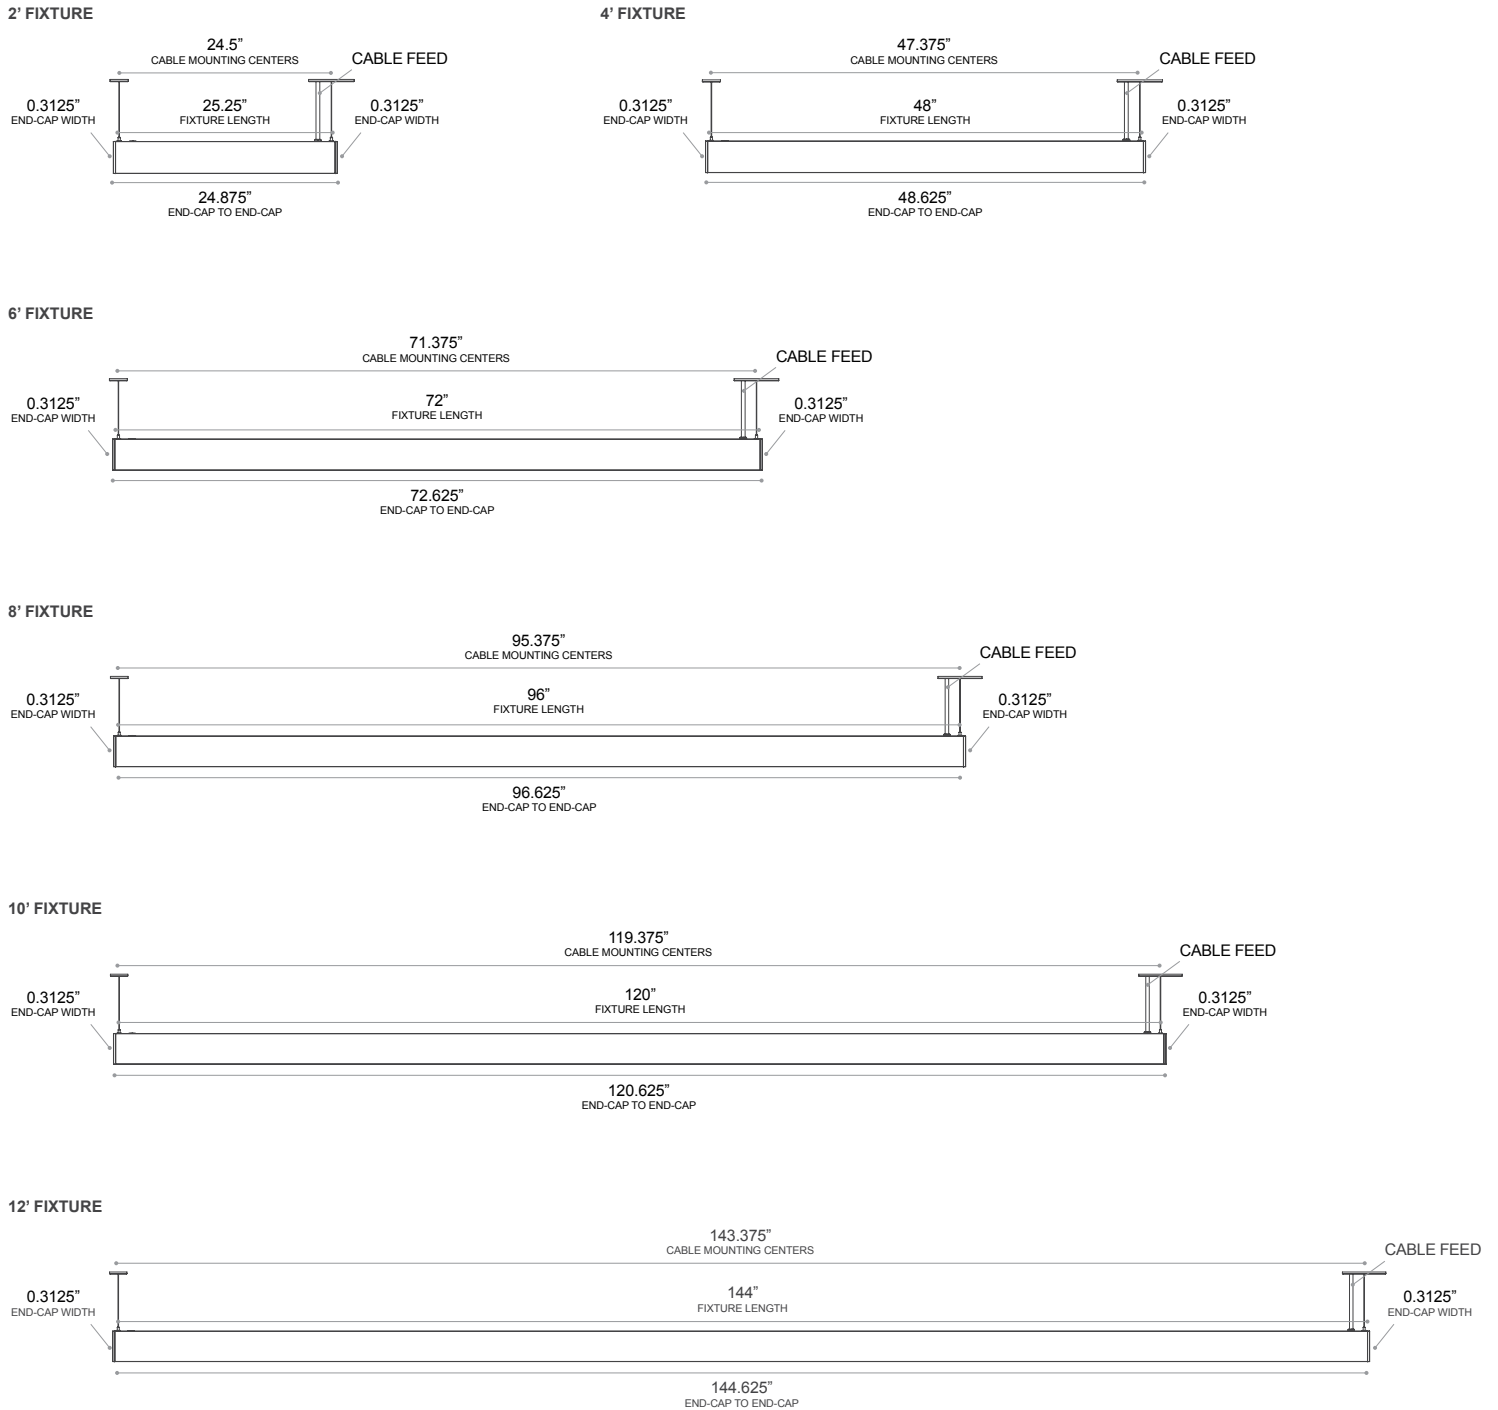 2’ FIXTURE
24.5”
CABLE MOUNTING CENTERS
CABLE FEED
0.3125”
END-CAP WIDTH
25.25”
FIXTURE LENGTH
0.3125”
END-CAP WIDTH
24.875”
END-CAP TO END-CAP
4’ FIXTURE
47.375”
CABLE MOUNTING CENTERS
CABLE FEED
0.3125”
END-CAP WIDTH
48”
FIXTURE LENGTH
0.3125”
END-CAP WIDTH
48.625”
END-CAP TO END-CAP
6’ FIXTURE
71.375”
CABLE MOUNTING CENTERS
CABLE FEED
0.3125”
END-CAP WIDTH
72”
FIXTURE LENGTH
0.3125”
END-CAP WIDTH
72.625”
END-CAP TO END-CAP
8’ FIXTURE
95.375”
CABLE MOUNTING CENTERS
CABLE FEED
0.3125”
END-CAP WIDTH
96”
FIXTURE LENGTH
0.3125”
END-CAP WIDTH
96.625”
END-CAP TO END-CAP
10’ FIXTURE
119.375”
CABLE MOUNTING CENTERS
CABLE FEED
0.3125”
END-CAP WIDTH
120”
FIXTURE LENGTH
0.3125”
END-CAP WIDTH
120.625”
END-CAP TO END-CAP
12’ FIXTURE
143.375”
CABLE MOUNTING CENTERS
CABLE FEED
0.3125”
END-CAP WIDTH
144”
FIXTURE LENGTH
0.3125”
END-CAP WIDTH
144.625”
END-CAP TO END-CAP